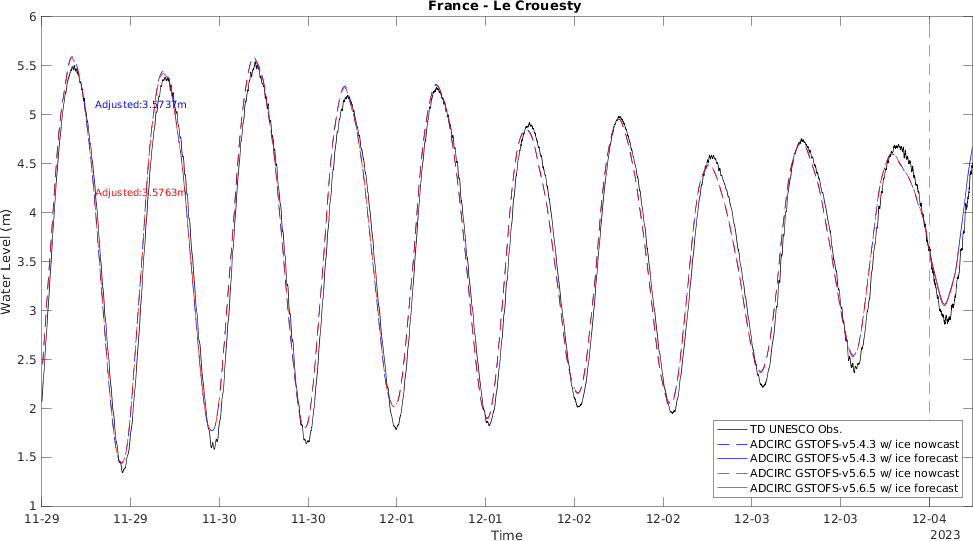 France - Le Crouesty
Water Level (m)
6
5.5
5
4.5
4
3.5
3
2.5
2
1.5
1
Adjusted:3.5737m
Adjusted:3.5763m
TD UNESCO Obs.
ADCIRC GSTOFS-v5.4.3 w/ ice nowcast
ADCIRC GSTOFS-v5.4.3 w/ ice forecast
ADCIRC GSTOFS-v5.6.5 w/ ice nowcast
ADCIRC GSTOFS-v5.6.5 w/ ice forecast
11-29 11-29 11-30 11-30 12-01 12-01 12-02 12-02 12-03 12-03 12-04
2023
Time